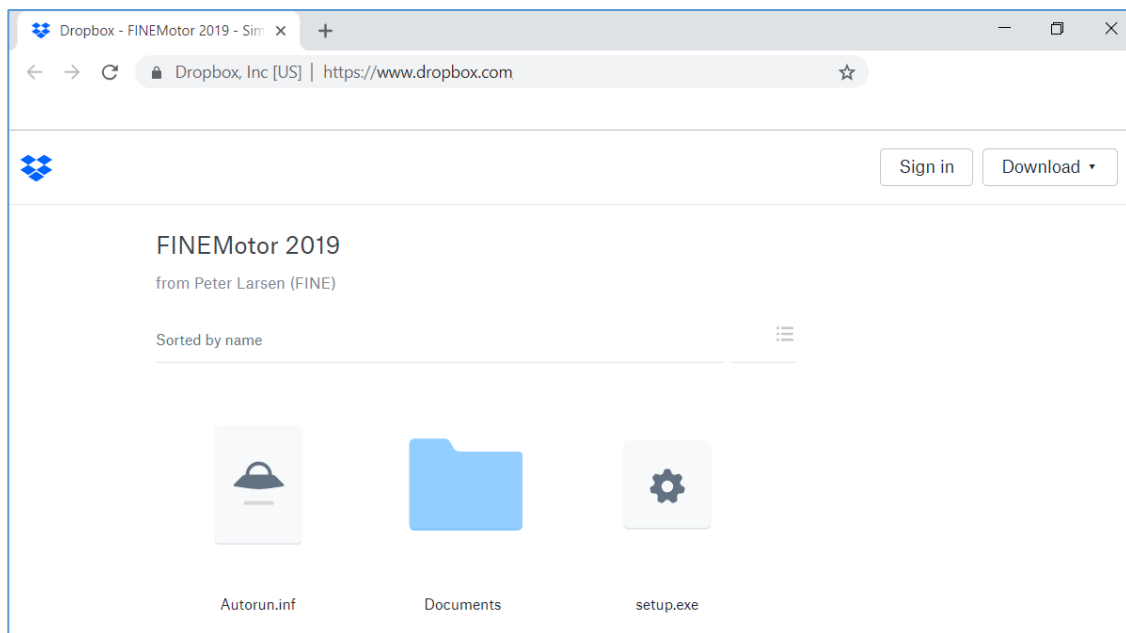 Dropbox - FINEMotor 2019 - Sim
Dropbox, Inc [US] | https://www.dropbox.com
Sign in
Download
FINEMotor 2019
from Peter Larsen (FINE)
Sorted by name
Autorun.inf
Documents
setup.exe